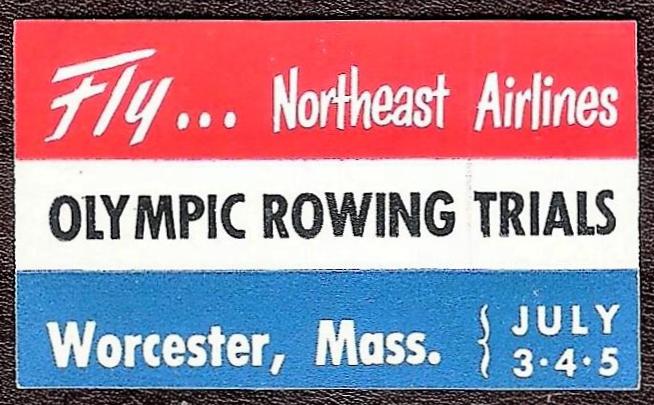 Fly... Northeast Airlines
OLYMPIC ROWING TRIALS
Worcester, Mass. { JULY
3·4·5